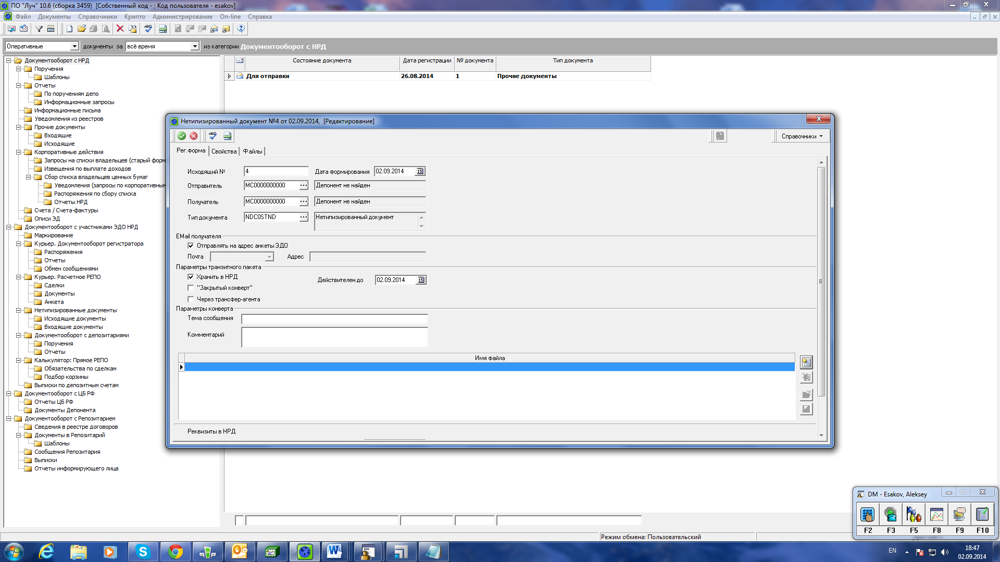 ПО "Луч" 10.6 (сборка 3459)  [Собственный код - ; Код пользователя - esakov]
Файл Документы Справочники Крипто Администрирование On-line Справка
Оперативные документы за всё время из категории Документооборот с НРД
Документооборот с НРД
Поручения
Шаблоны
Отчеты
По поручениям депо
Информационные запросы
Информационные письма
Уведомления из реестров
Прочие документы
Входящие
Исходящие
Корпоративные действия
Запросы на списки владельцев (старый форм
Извещения по выплате доходов
Сбор списка владельцев ценных бумаг
Уведомления (запросы по корпоративным
Распоряжения по сбору списка
Отчеты НРД
Счета / Счета-фактуры
Описи ЭД
Документооборот с участниками ЭДО НРД
Маркирование
Курьер. Документооборот регистратора
Распоряжения
Отчеты
Обмен сообщениями
Курьер. Расчетное РЕПО
Сделки
Документы
Анкета
Нетипизированные документы
Исходящие документы
Входящие документы
Документооборот с депозитариями
Поручения
Отчеты
Калькулятор: Прямое РЕПО
Обязательства по сделкам
Подбор корзины
Выписки по депозитным счетам
Документооборот с ЦБ РФ
Отчеты ЦБ РФ
Документы Депонента
Документооборот с Репозитарием
Сведения в реестре договоров
Документы в Репозитарий
Шаблоны
Сообщения Репозитария
Выписки
Отчеты информирующего лица
Состояние документа Дата регистрации № документа Тип документа
Для отправки 26.08.2014 1 Прочие документы
Нетипизированный документ №4 от 02.09.2014,  [Редактирование]
ABC
Справочники
Рег.форма Свойства Файлы
Исходящий № 4 Дата формирования 02.09.2014 15
Отправитель MC0000000000 ... Депонент не найден
Получатель MC0000000000 ... Депонент не найден
Тип документа NDC0STND ... Нетипизированный документ
EMail получателя
Отправлять на адрес анкеты ЭДО
Почта Адрес
Параметры транзитного пакета
Хранить в НРД Действителен до 02.09.2014 15
"Закрытый конверт"
Через трансфер-агента
Параметры конверта
Тема сообщения
Комментарий
Имя файла
Реквизиты в НРД
Режим обмена: Пользовательский
DM - Esakov, Aleksey
F2 F3 F5 F8 F9 F10
EN 18:47
02.09.2014